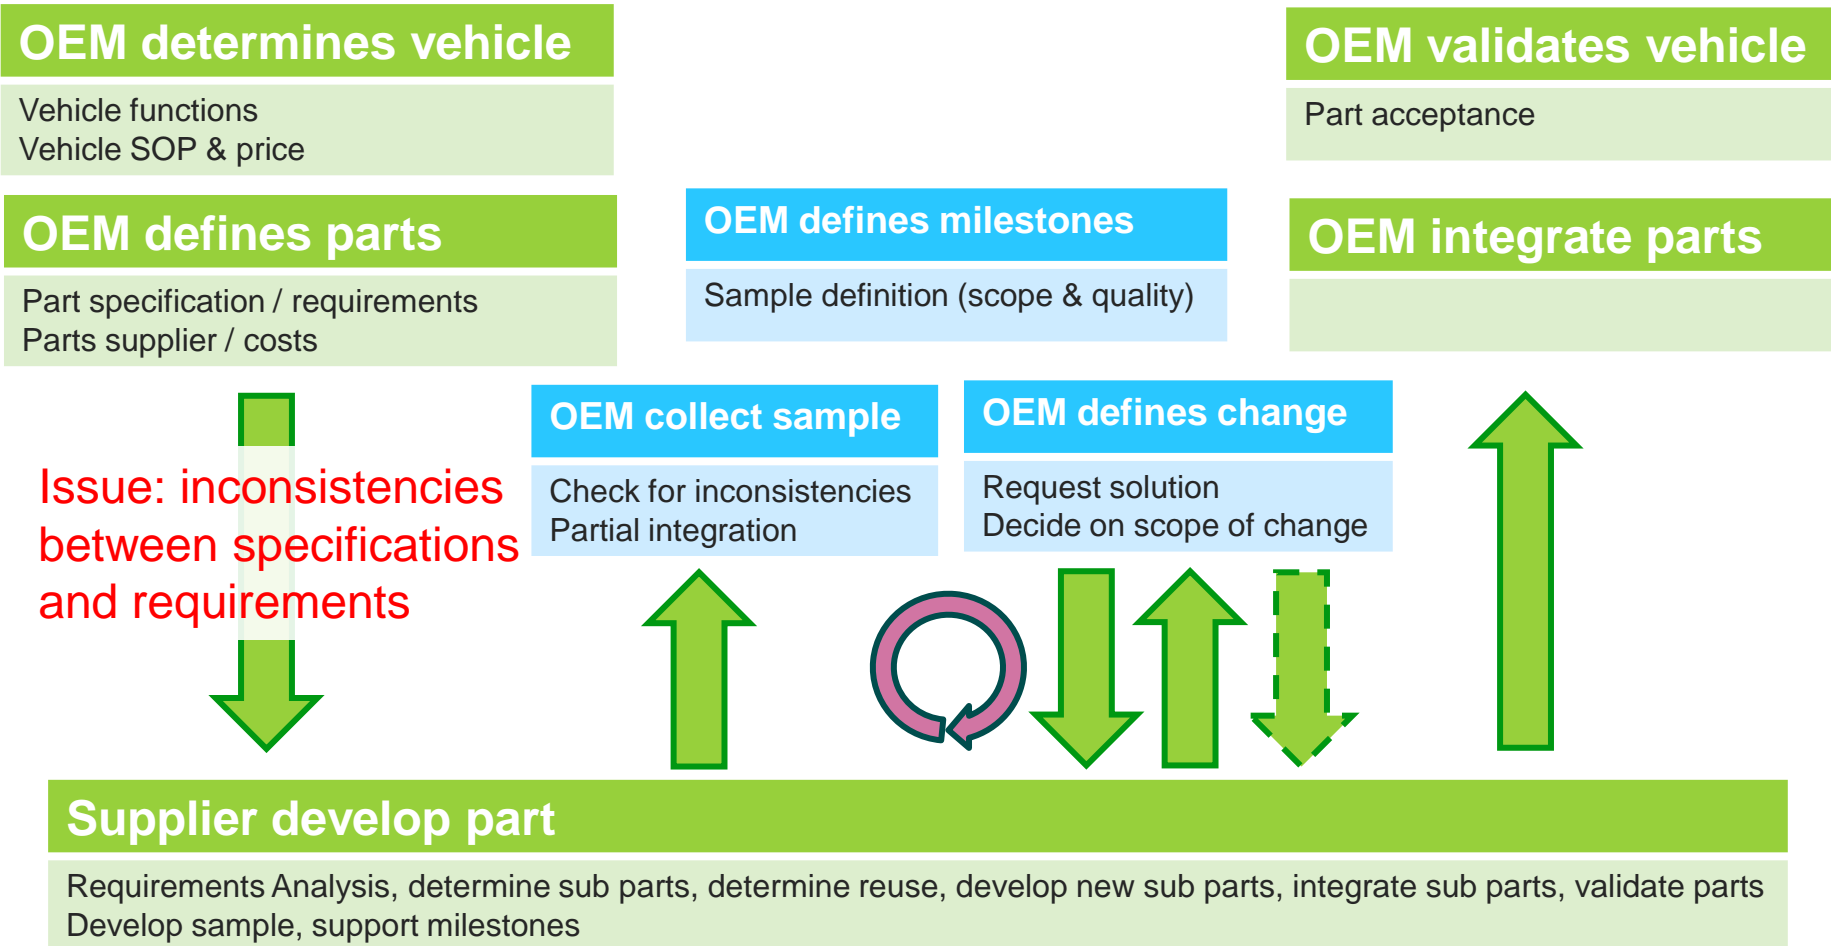 OEM determines vehicle
Vehicle functions
Vehicle SOP & price
OEM validates vehicle
Part acceptance
OEM defines parts
Part specification / requirements
Parts supplier / costs
OEM defines milestones
Sample definition (scope & quality)
OEM integrate parts
Issue: inconsistencies
between specifications
and requirements
OEM collect sample
Check for inconsistencies
Partial integration
OEM defines change
Request solution
Decide on scope of change
Supplier develop part
Requirements Analysis, determine sub parts, determine reuse, develop new sub parts, integrate sub parts, validate parts
Develop sample, support milestones